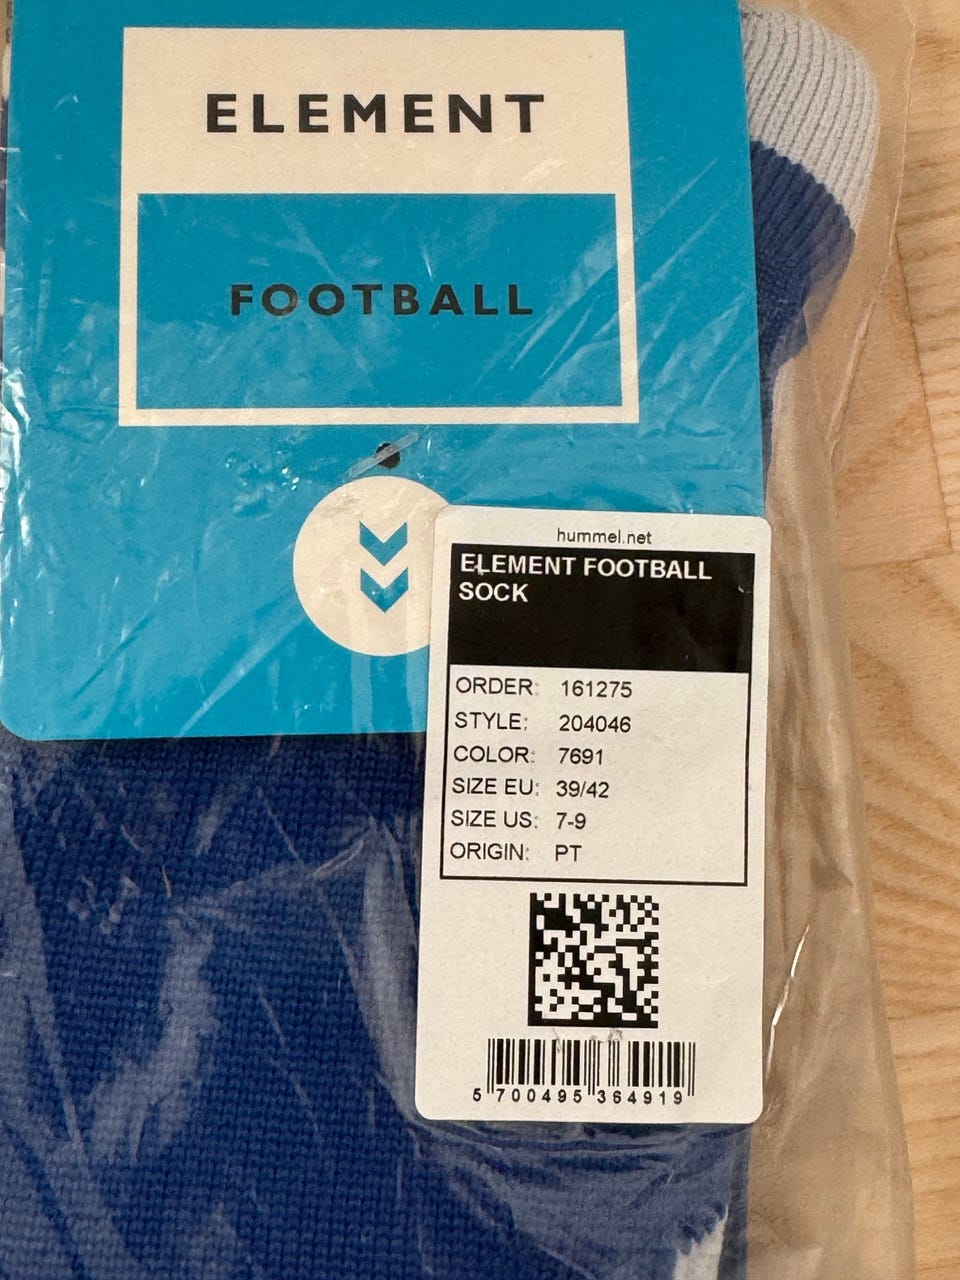 ELEMENT
FOOTBALL
hummel.net
ELEMENT FOOTBALL
SOCK
ORDER: 161275
STYLE: 204046
COLOR: 7691
SIZE EU: 39/42
SIZE US: 7-9
ORIGIN: PT
5 700495 364919